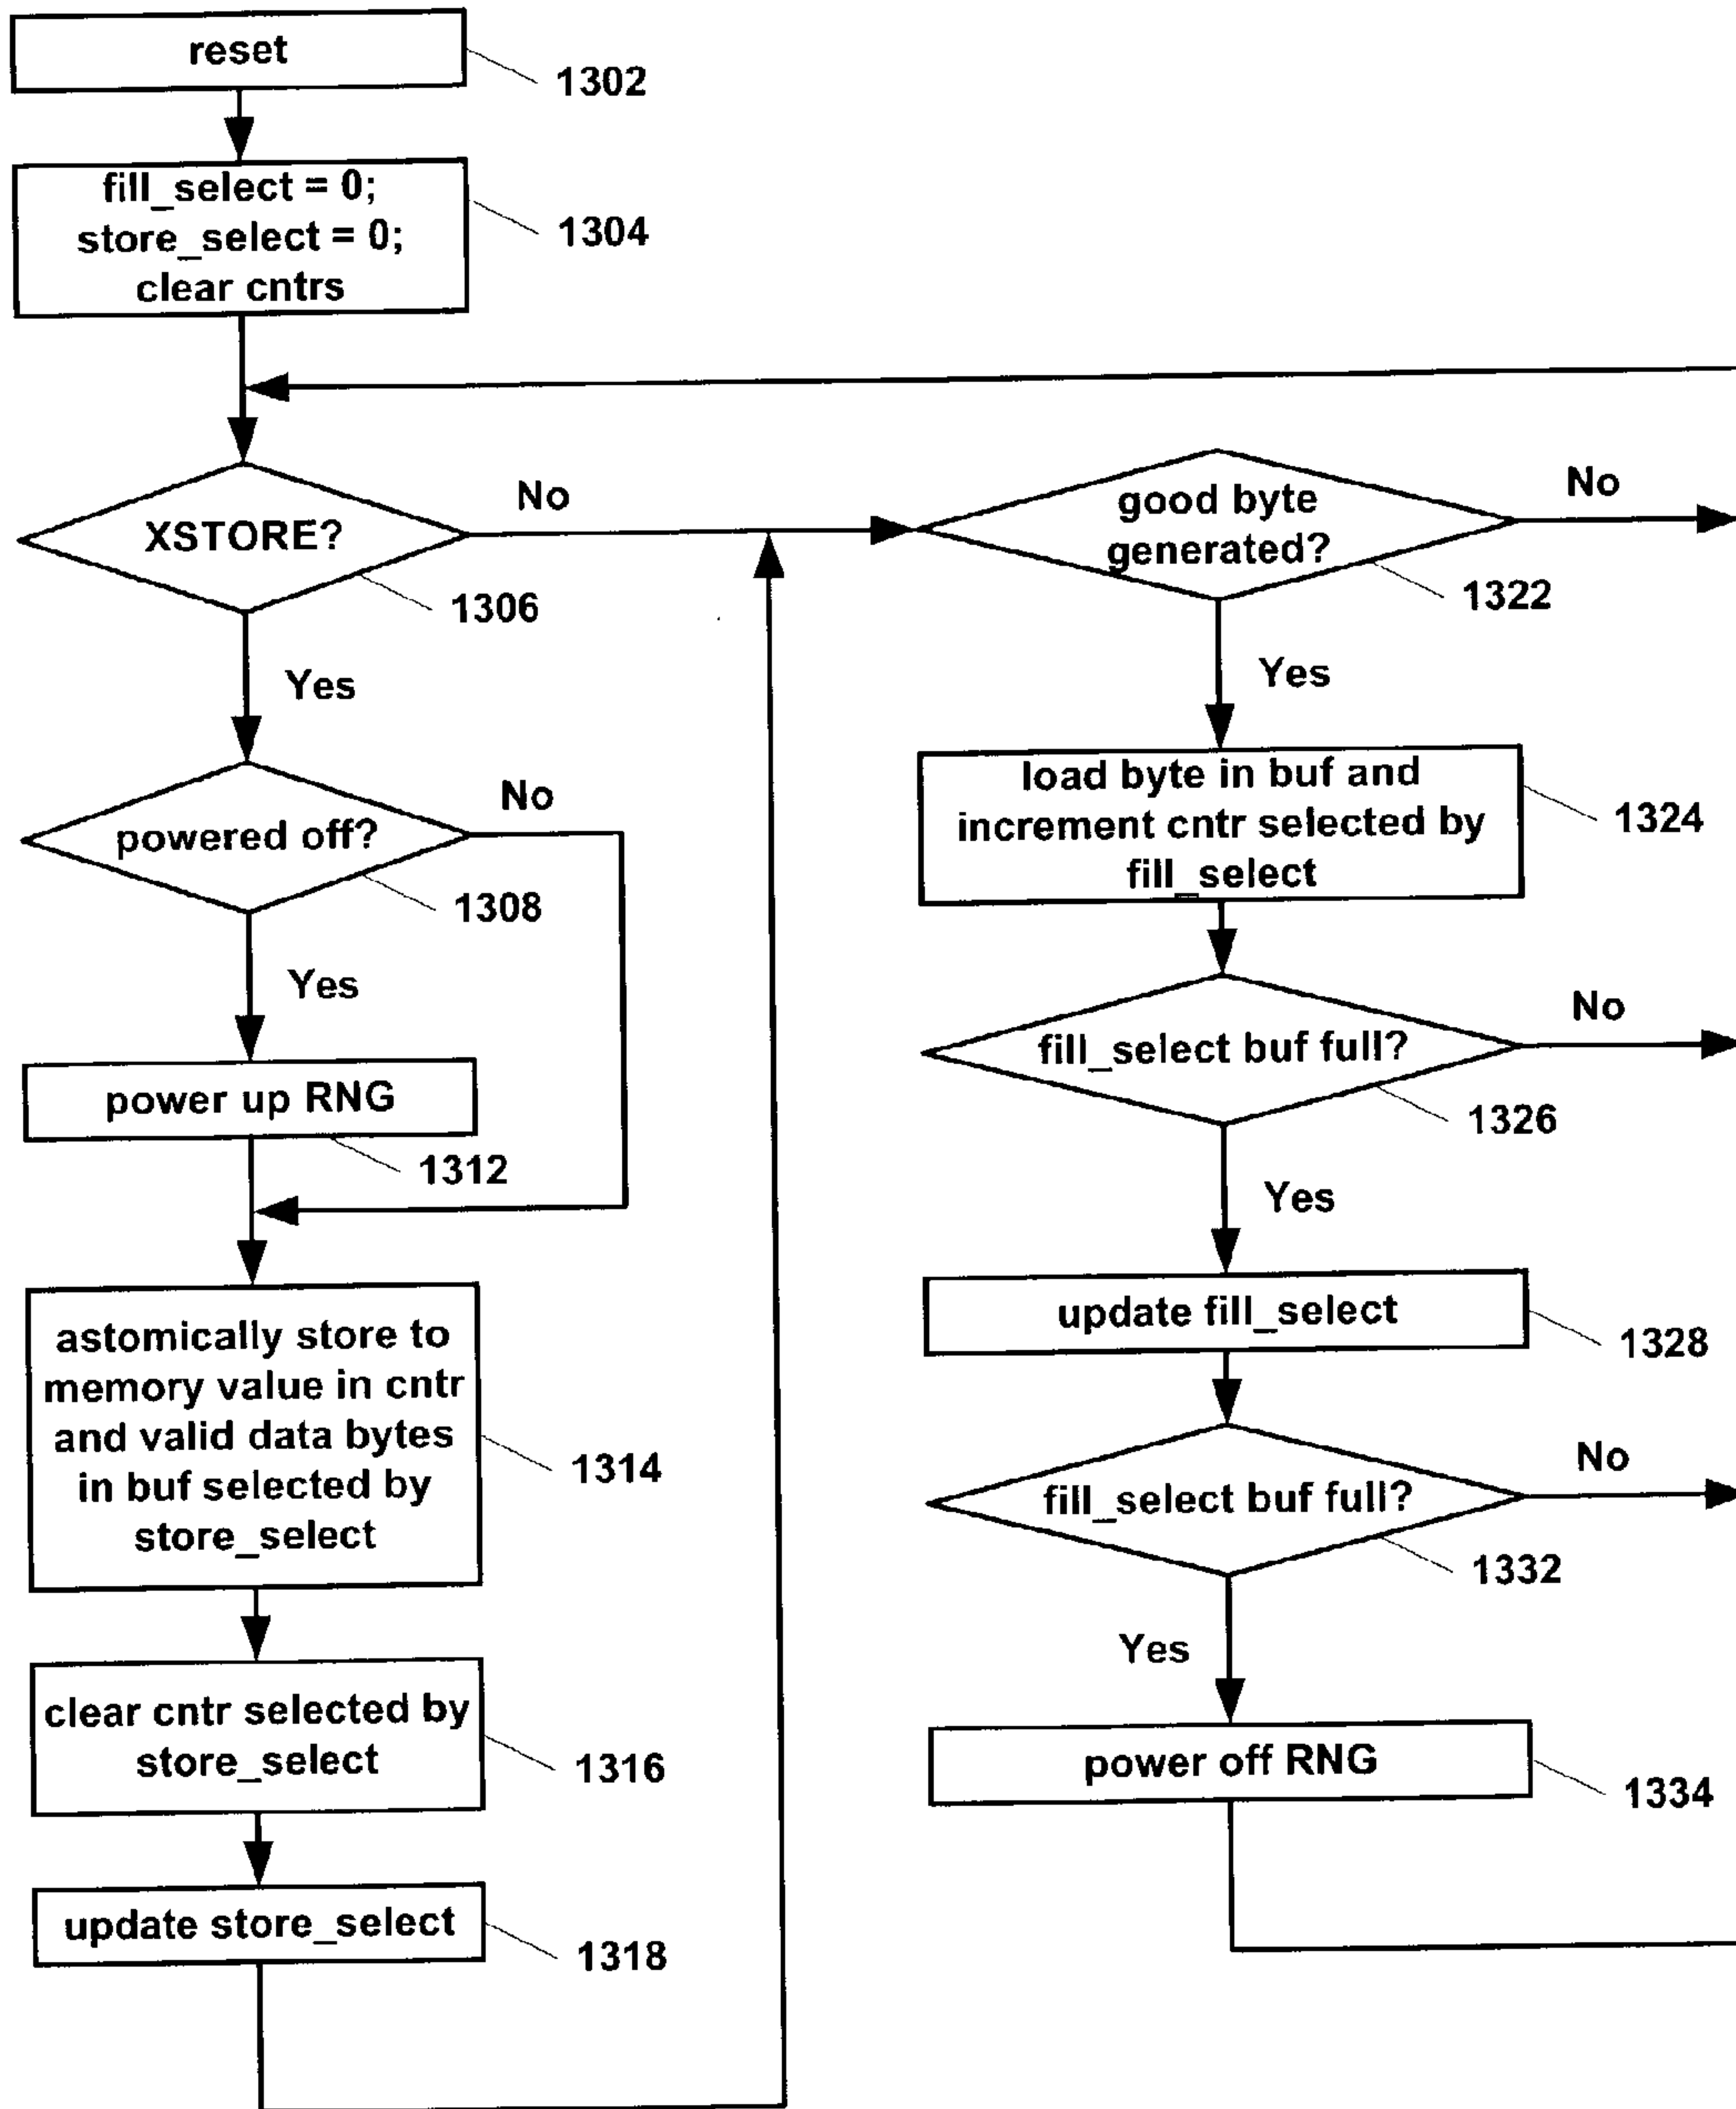 reset
1302
fill_select = 0;
store_select = 0;
clear cntrs
1304
XSTORE?
No
1306
Yes
powered off?
No
1308
Yes
power up RNG
1312
astomically store to
memory value in cntr
and valid data bytes
in buf selected by
store_select
1314
clear cntr selected by
store_select
1316
update store_select
1318
good byte
generated?
No
1322
Yes
load byte in buf and
increment cntr selected by
fill_select
1324
fill_select buf full?
No
1326
Yes
update fill_select
1328
fill_select buf full?
No
1332
Yes
power off RNG
1334